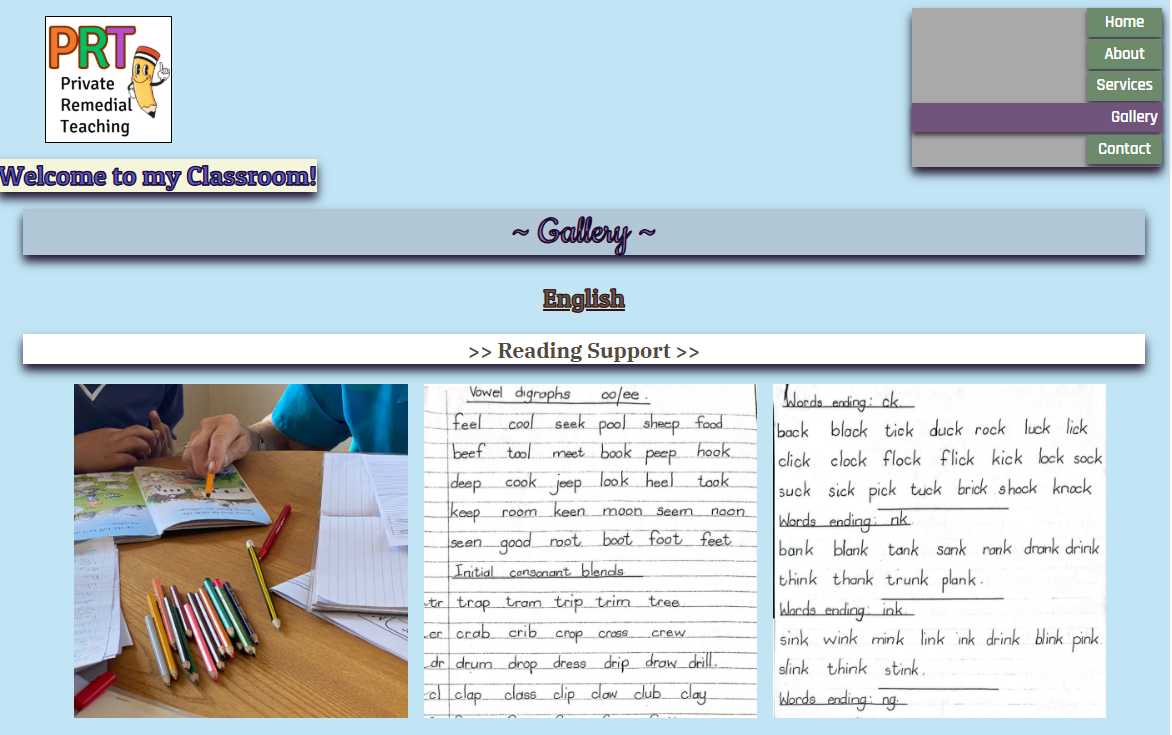 PRT
Private
Remedial
Teaching
Home
About
Services
Gallery
Contact
Welcome to my Classroom!
~ Gallery ~
English
>> Reading Support >>
Vowel digraphs oo/ee.
feel cool seek pool sheep food
beef tool meet book peep hook
deep cook jeep look heel took
keep room keen moon seem noon
seen good root boot foot feet
Initial consonant blends
tr trap tram trip trim tree
cr crab crib crop cross crew
dr drum drop dress drip draw drill.
cl clap class clip claw club clay
Words ending: ck.
back black tick duck rock luck lick
click clock flock flick kick lock sock
suck sick pick tuck brick shock knock
Words ending: nk.
bank blank tank sank rank drank drink
think thank trunk plank.
Words ending: ink.
sink wink mink link ink drink blink pink.
slink think stink.
Words ending: ng.